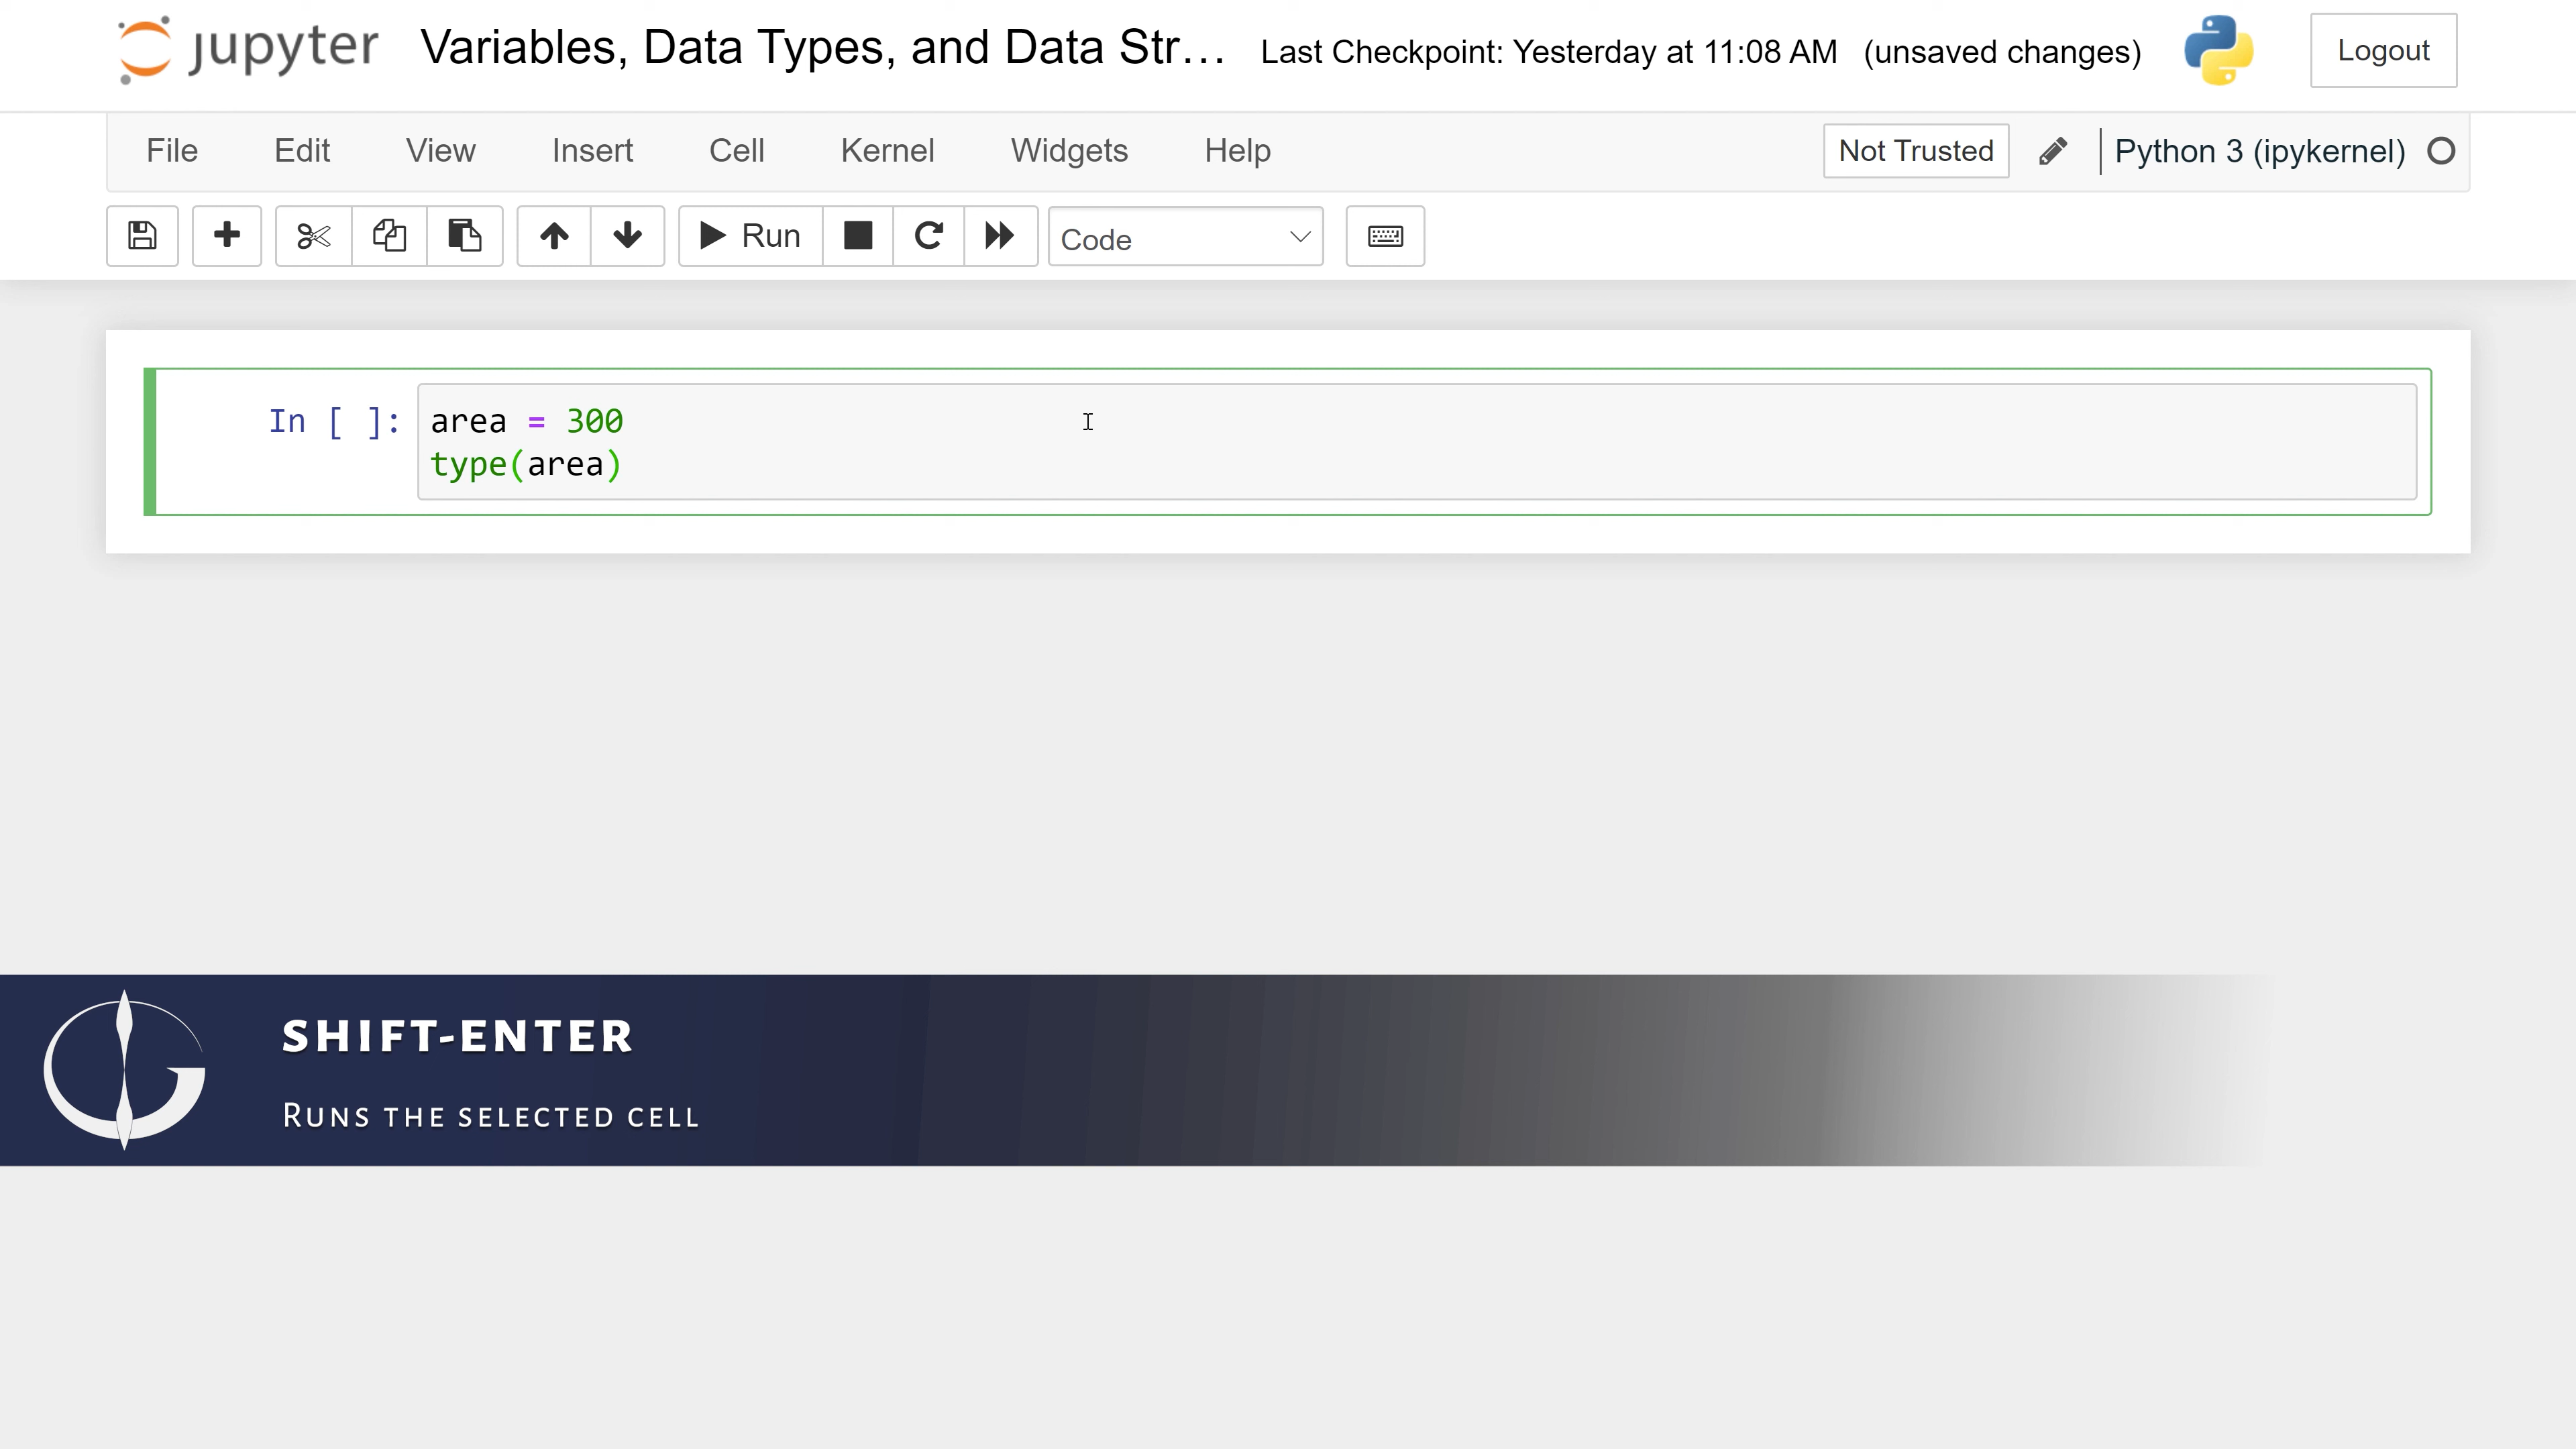 jupyter Variables, Data Types, and Data Str... Last Checkpoint: Yesterday at 11:08 AM (unsaved changes) Logout
File Edit View Insert Cell Kernel Widgets Help Not Trusted Python 3 (ipykernel)
Run Code
In [ ]: area = 300
type(area)
SHIFT-ENTER
RUNS THE SELECTED CELL